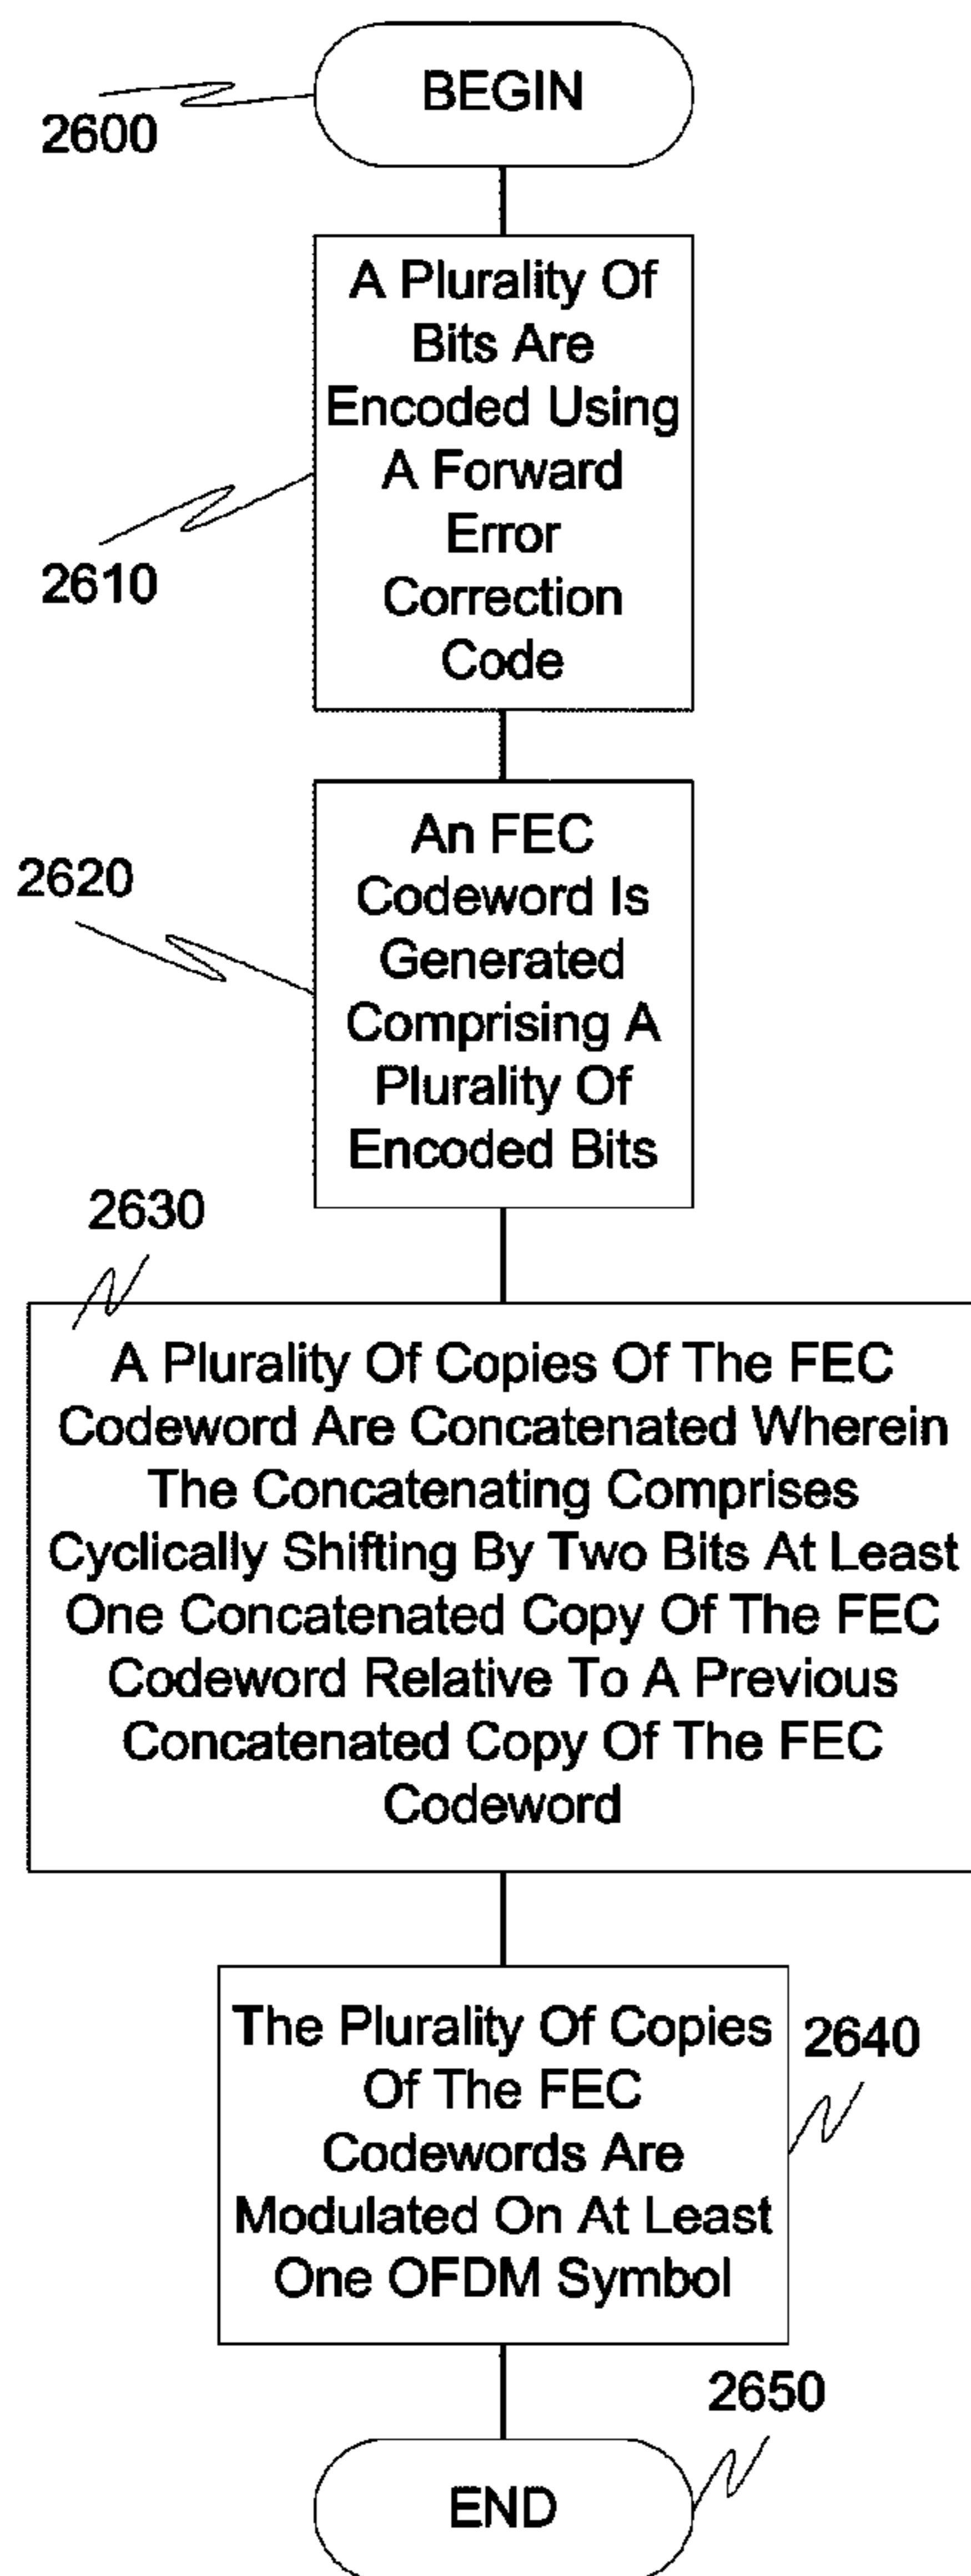 BEGIN
2600
A Plurality Of
Bits Are
Encoded Using
A Forward
Error
Correction
Code
2610
An FEC
Codeword Is
Generated
Comprising A
Plurality Of
Encoded Bits
2620
2630
A Plurality Of Copies Of The FEC
Codeword Are Concatenated Wherein
The Concatenating Comprises
Cyclically Shifting By Two Bits At Least
One Concatenated Copy Of The FEC
Codeword Relative To A Previous
Concatenated Copy Of The FEC
Codeword
The Plurality Of Copies
Of The FEC
Codewords Are
Modulated On At Least
One OFDM Symbol
2640
2650
END